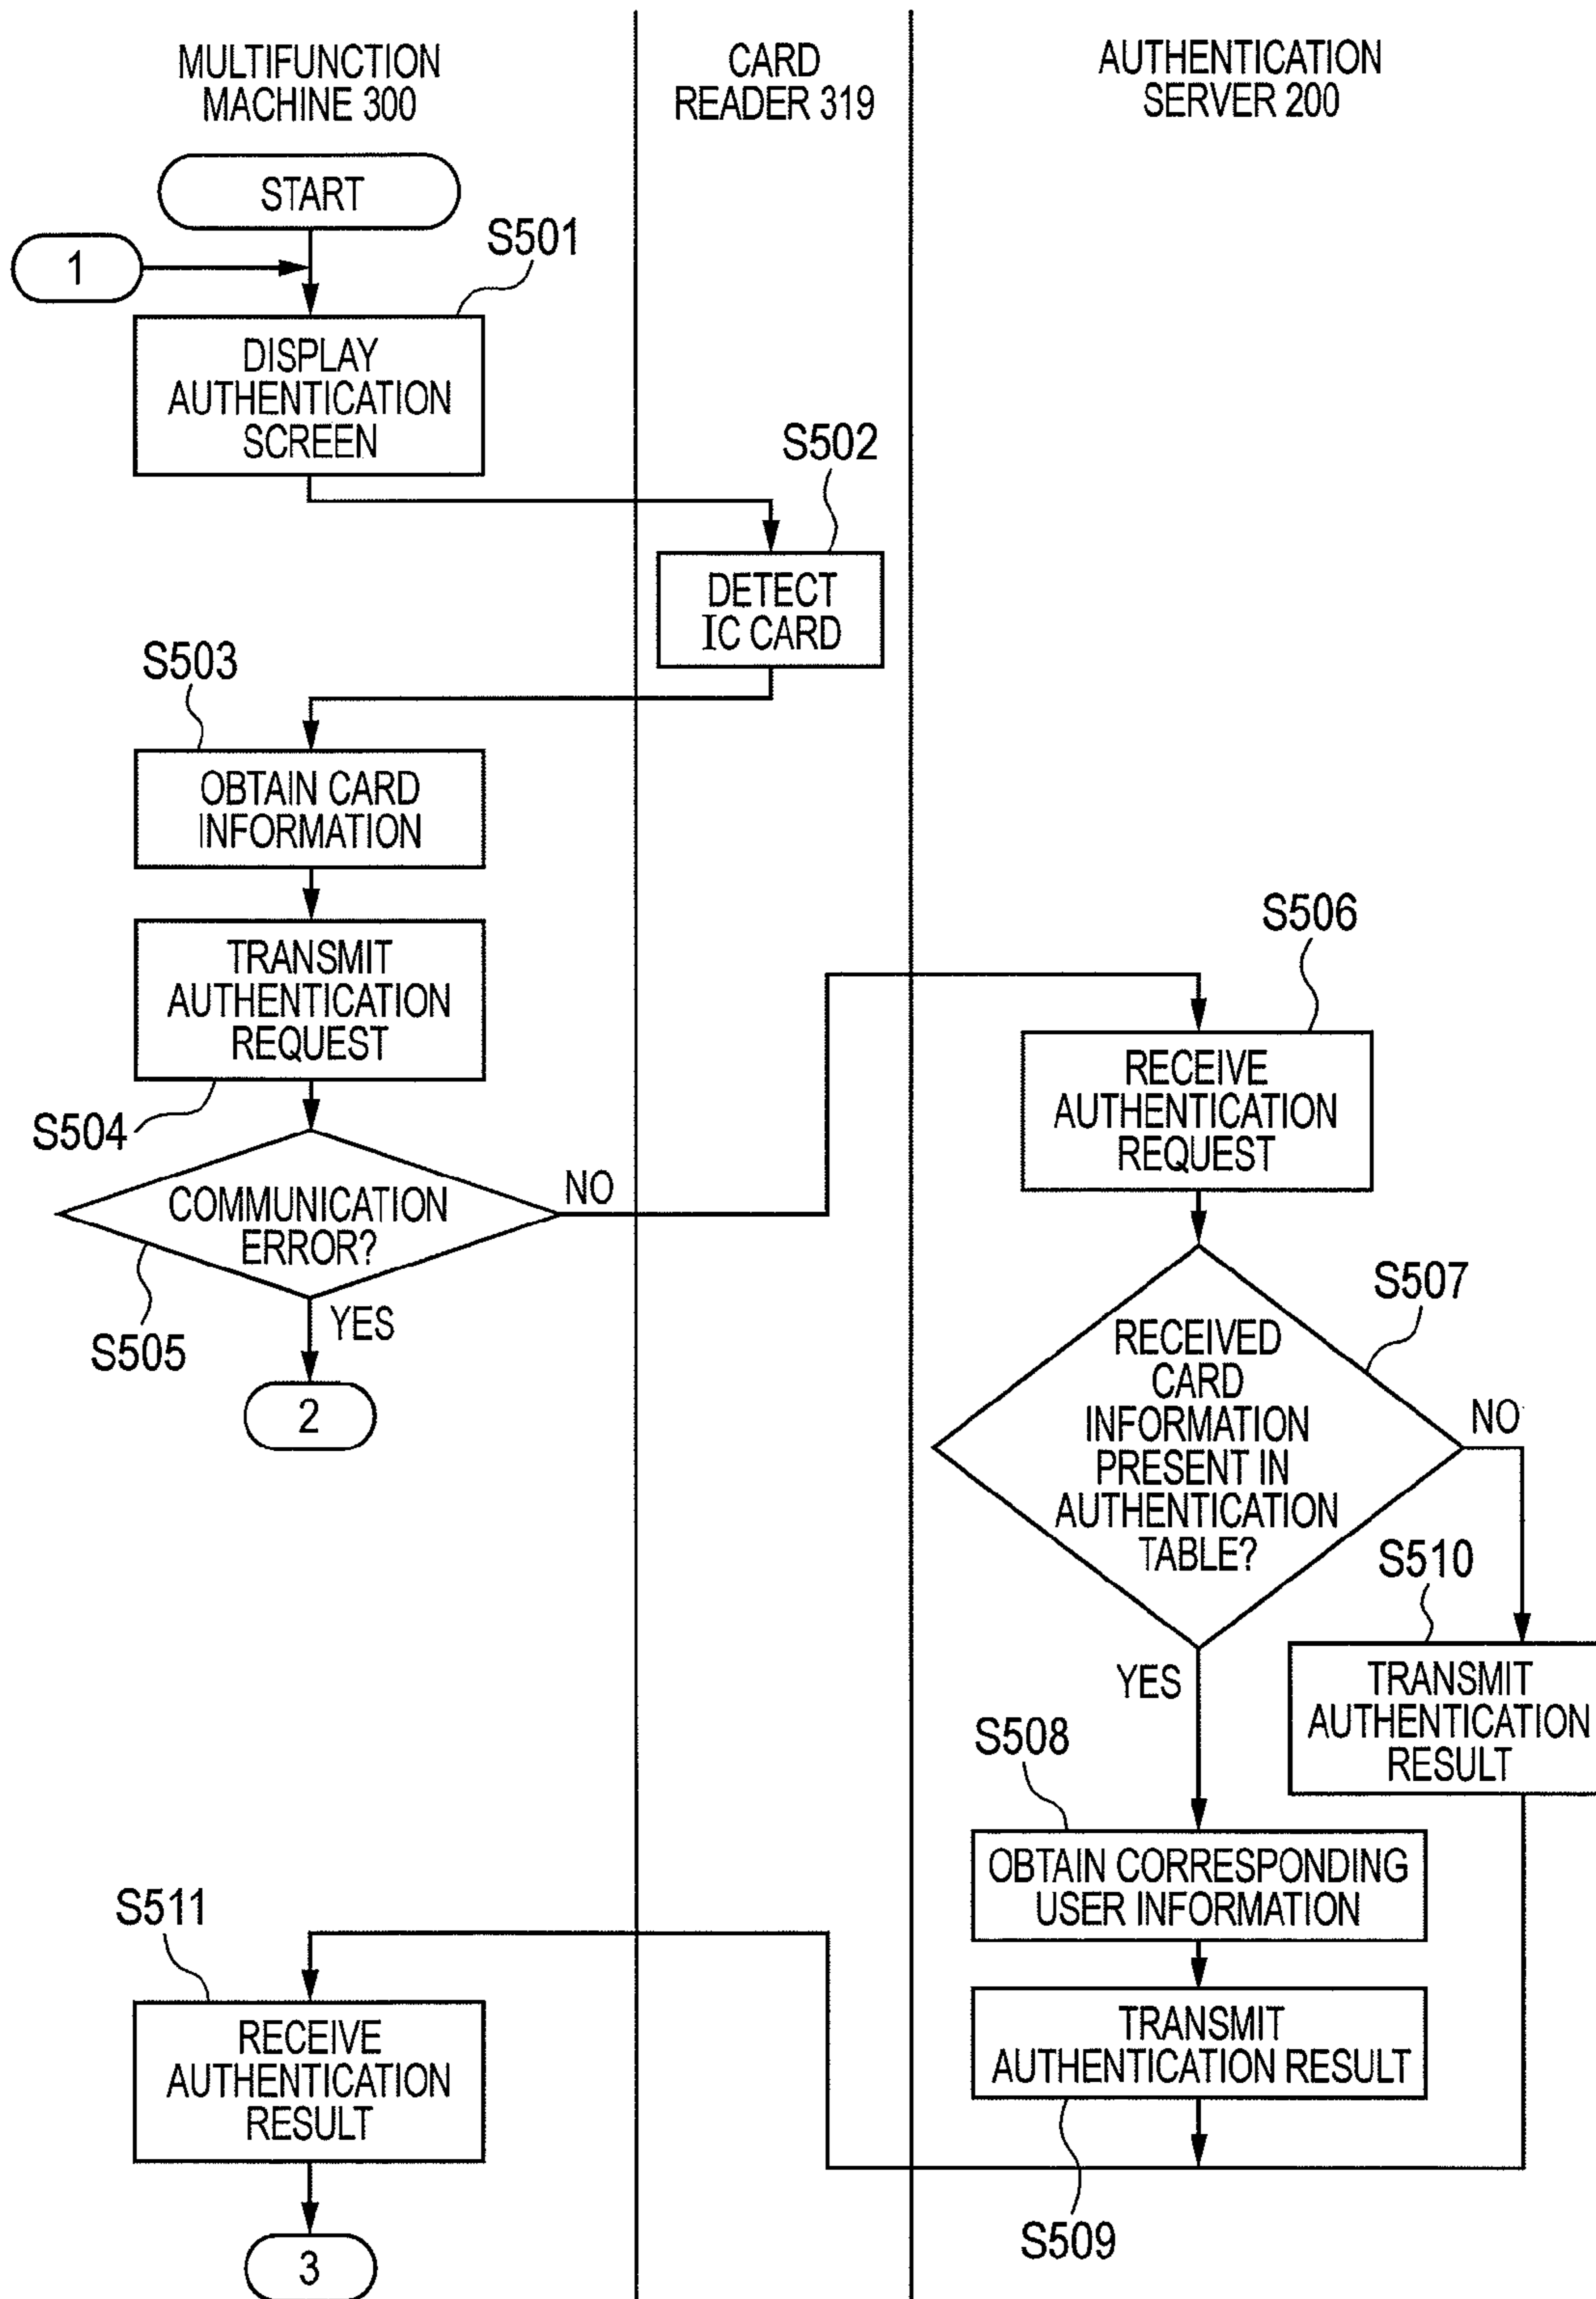 MULTIFUNCTION
MACHINE 300
CARD
READER 319
AUTHENTICATION
SERVER 200
START
1
S501
DISPLAY
AUTHENTICATION
SCREEN
S502
DETECT
IC CARD
S503
OBTAIN CARD
INFORMATION
TRANSMIT
AUTHENTICATION
REQUEST
S504
S506
RECEIVE
AUTHENTICATION
REQUEST
COMMUNICATION
ERROR?
NO
S505
YES
2
S507
RECEIVED
CARD
INFORMATION
PRESENT IN
AUTHENTICATION
TABLE?
NO
YES
S510
TRANSMIT
AUTHENTICATION
RESULT
S508
OBTAIN CORRESPONDING
USER INFORMATION
TRANSMIT
AUTHENTICATION RESULT
S509
S511
RECEIVE
AUTHENTICATION
RESULT
3